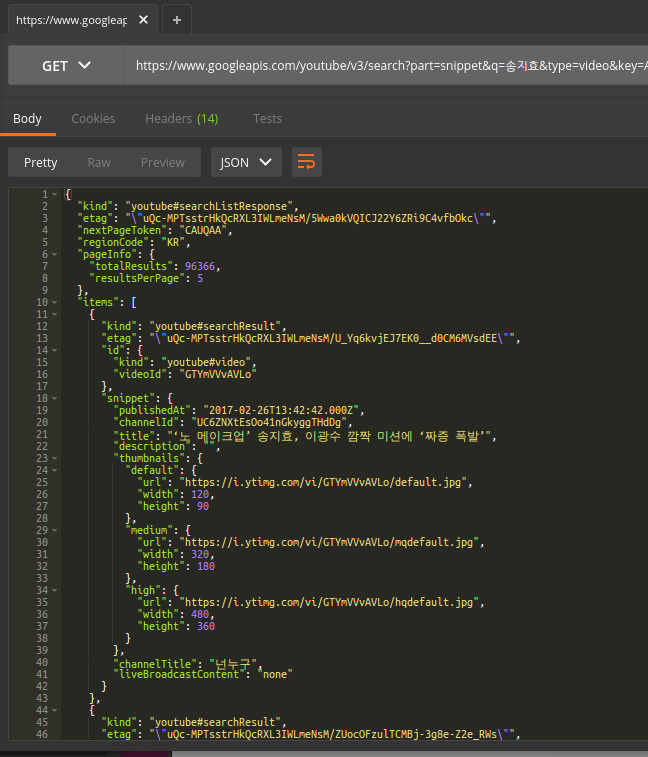 https://www.googleap
GET https://www.googleapis.com/youtube/v3/search?part=snippet&q=송지효&type=video&key=A
Body Cookies Headers (14) Tests
Pretty Raw Preview JSON
1 {
2 "kind": "youtube#searchListResponse",
3 "etag": "\"uQc-MPTsstrHkQcRXL3IWLmeNsM/5Wwa0kVQICJ22Y6ZRi9C4vfbOkc\"",
4 "nextPageToken": "CAUQAA",
5 "regionCode": "KR",
6 "pageInfo": {
7 "totalResults": 96366,
8 "resultsPerPage": 5
9 },
10 "items": [
11 {
12 "kind": "youtube#searchResult",
13 "etag": "\"uQc-MPTsstrHkQcRXL3IWLmeNsM/U_Yq6kvjEJ7EK0__d0CM6MVsdEE\"",
14 "id": {
15 "kind": "youtube#video",
16 "videoId": "GTYmVVvAVLo"
17 },
18 "snippet": {
19 "publishedAt": "2017-02-26T13:42:42.000Z",
20 "channelId": "UC6ZNXtEsOo41nGkyggTHdDg",
21 "title": "‘노 메이크업’ 송지효, 이광수 깜짝 미션에 ‘짜증 폭발’",
22 "description": "",
23 "thumbnails": {
24 "default": {
25 "url": "https://i.ytimg.com/vi/GTYmVVvAVLo/default.jpg",
26 "width": 120,
27 "height": 90
28 },
29 "medium": {
30 "url": "https://i.ytimg.com/vi/GTYmVVvAVLo/mqdefault.jpg",
31 "width": 320,
32 "height": 180
33 },
34 "high": {
35 "url": "https://i.ytimg.com/vi/GTYmVVvAVLo/hqdefault.jpg",
36 "width": 480,
37 "height": 360
38 }
39 },
40 "channelTitle": "넌누구",
41 "liveBroadcastContent": "none"
42 }
43 },
44 {
45 "kind": "youtube#searchResult",
46 "etag": "\"uQc-MPTsstrHkQcRXL3IWLmeNsM/ZUocOFzulTCMBj-3g8e-Z2e_RWs\"",